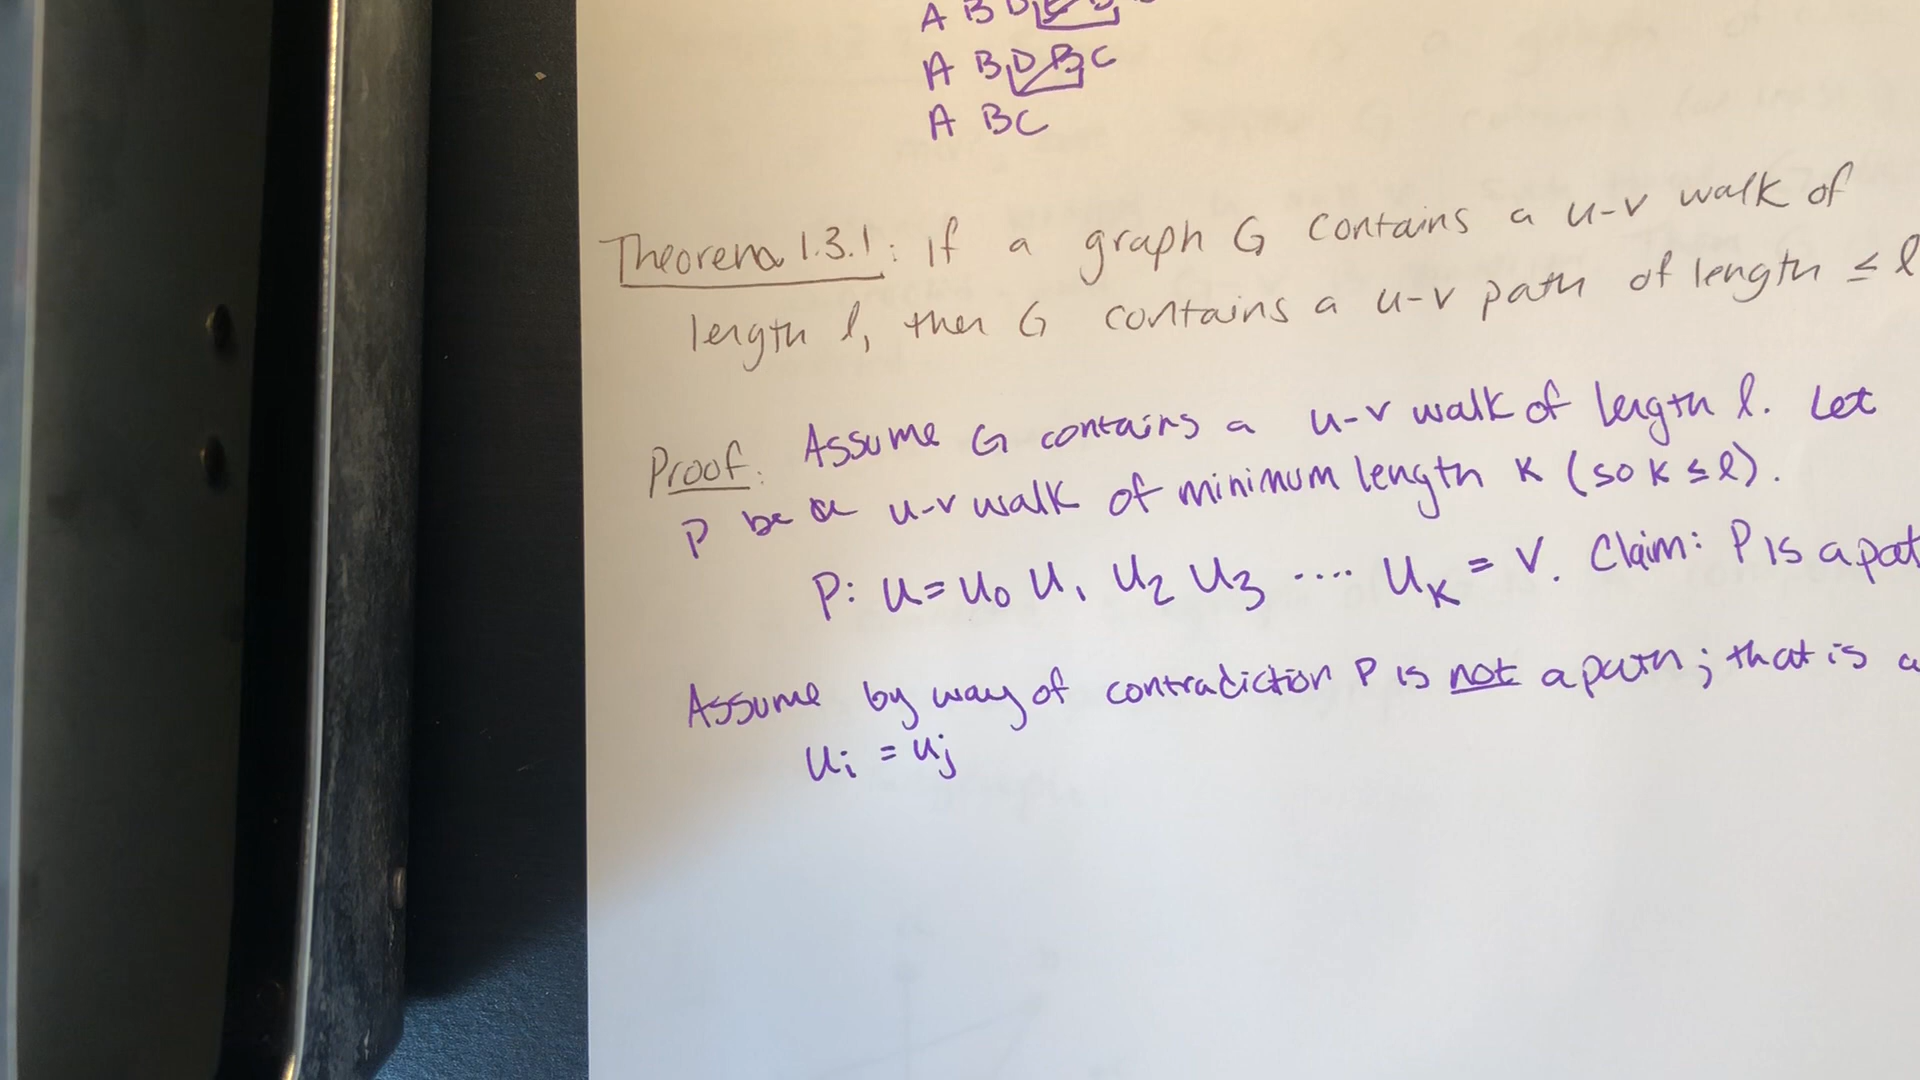 A B D
A B D B C
A B C
Theorem 1.3.1: If a graph G contains a u-v walk of
length l, then G contains a u-v path of length ≤ l
Proof: Assume G contains a u-v walk of length l. Let
P be a u-v walk of minimum length k (so k ≤ l).
P: u = u₀ u₁ u₂ u₃ .... uₖ = v. Claim: P is a pat
Assume by way of contradiction P is not a path; that is a
uᵢ = uⱼ